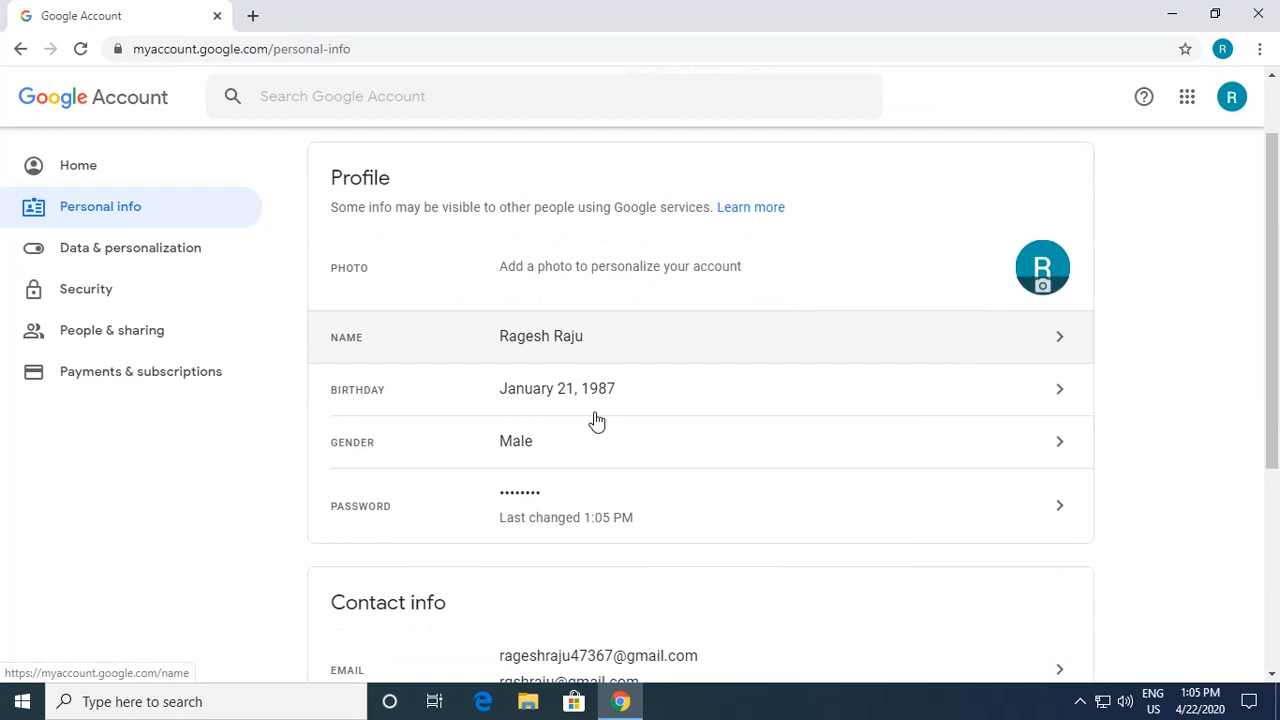 Google Account
myaccount.google.com/personal-info
R
Google Account
Search Google Account
R
Home
Personal info
Data & personalization
Security
People & sharing
Payments & subscriptions
Profile
Some info may be visible to other people using Google services. Learn more
PHOTO
Add a photo to personalize your account
R
NAME
Ragesh Raju
BIRTHDAY
January 21, 1987
GENDER
Male
PASSWORD
••••••••
Last changed 1:05 PM
Contact info
EMAIL
rageshraju47367@gmail.com
rgshraju@gmail.com
https://myaccount.google.com/name
Type here to search
ENG
US
1:05 PM
4/22/2020